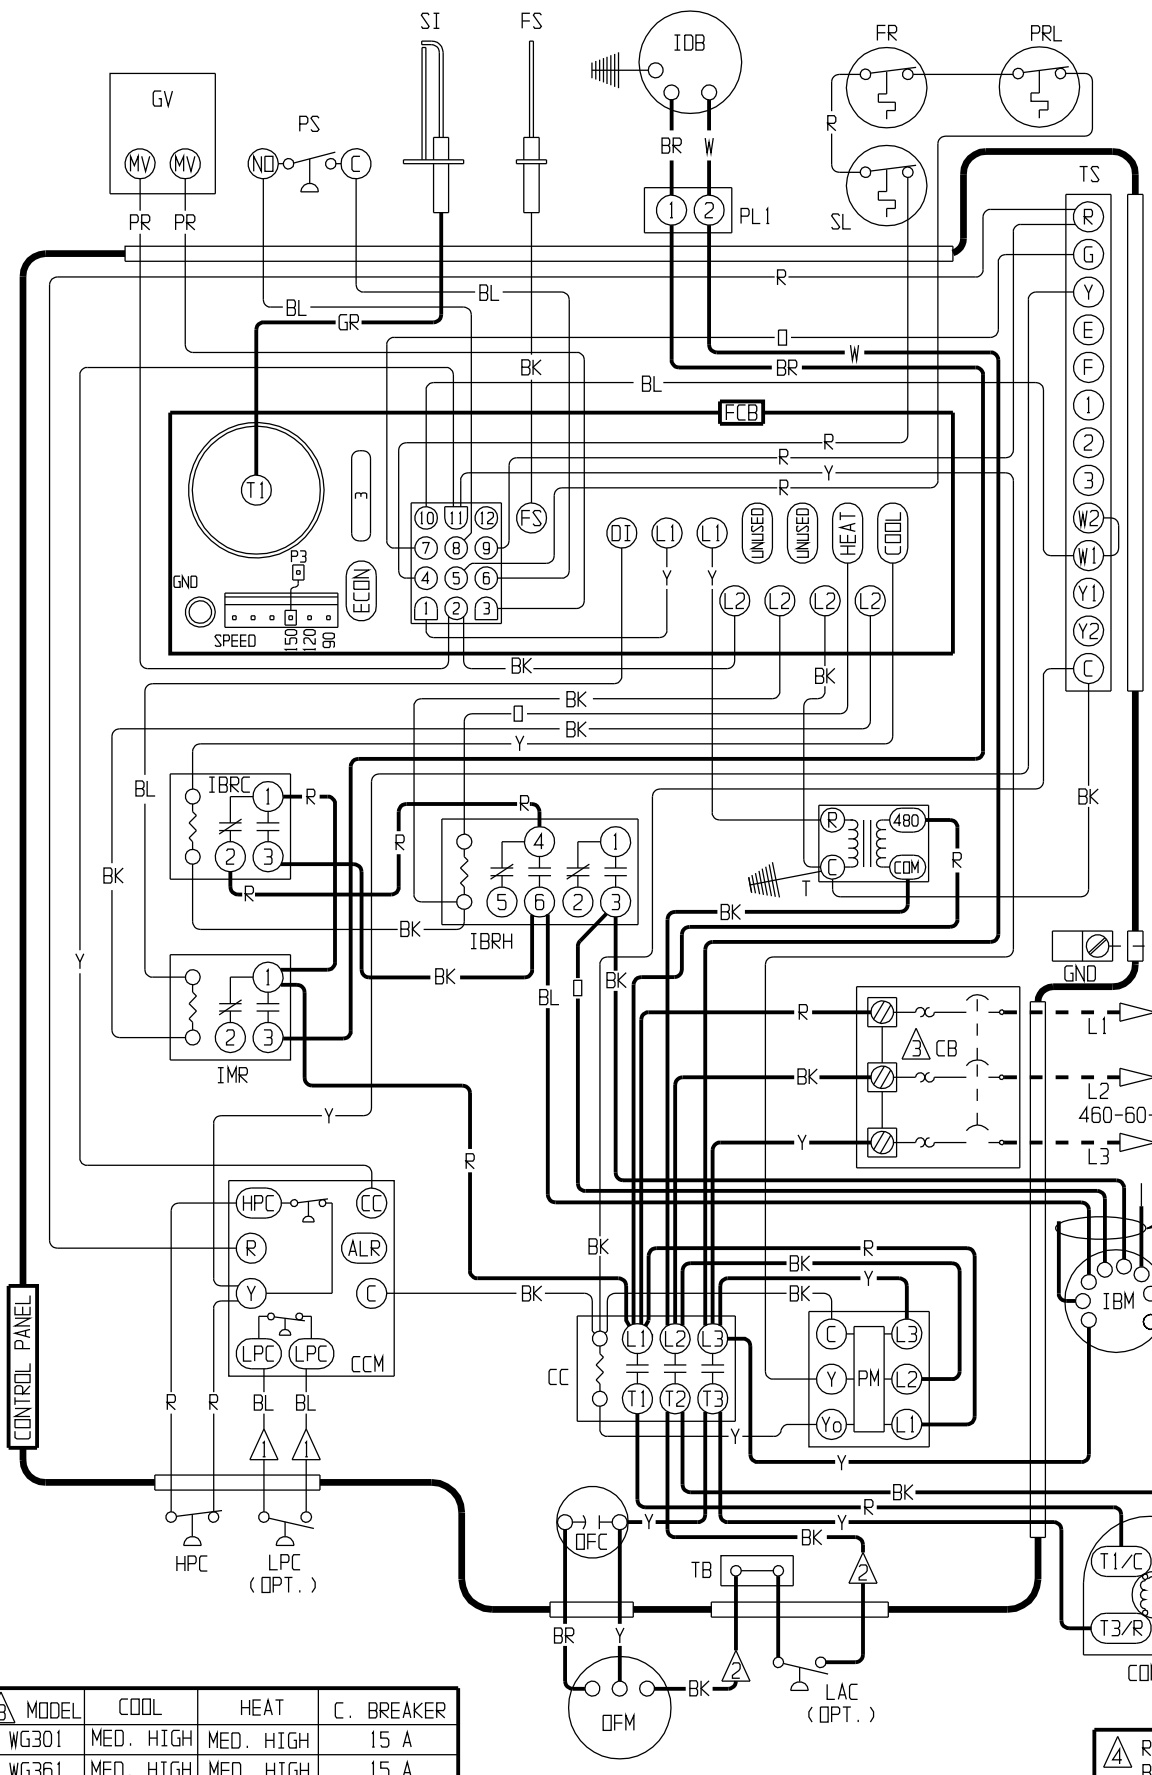 SI
FS
IDB
FR
PRL
GV
PS
MV
MV
NO
C
PR
PR
BR
W
R
1
2
PL1
SL
TS
R
G
Y
E
F
1
2
3
W2
W1
Y1
Y2
C
R
BL
BL
GR
O
W
BK
BR
BL
FCB
R
R
Y
R
T1
3
10
11
12
FS
7
8
9
4
5
6
1
2
3
OI
L1
L1
UNUSED
UNUSED
HEAT
COOL
P3
GND
ECON
SPEED
150
120
90
Y
Y
L2
L2
L2
L2
BK
BK
BK
O
BK
Y
BL
IBRC
1
R
2
3
R
BK
R
R
4
1
5
6
2
3
IBRH
BK
BK
R
480
C
COM
T
R
BK
BK
Y
1
2
3
IMR
BK
BL
O
BK
GND
R
3
CB
L1
BK
L2
460-60-
Y
L3
Y
R
HPC
CC
R
ALR
Y
C
LPC
LPC
CCM
BK
BK
R
BK
Y
BK
IBM
CONTROL PANEL
CC
L1
L2
L3
T1
T2
T3
C
L3
Y
PM
L2
Yo
L1
Y
Y
R
R
BL
BL
1
1
HPC
LPC
(OPT.)
BK
R
Y
Y
BK
OFC
TB
2
T1/C
T3/R
BR
Y
2
BK
LAC
(OPT.)
OFM
MODEL
COOL
HEAT
C. BREAKER
WG301
MED. HIGH
MED. HIGH
15 A
WG361
MED. HIGH
MED. HIGH
15 A
4